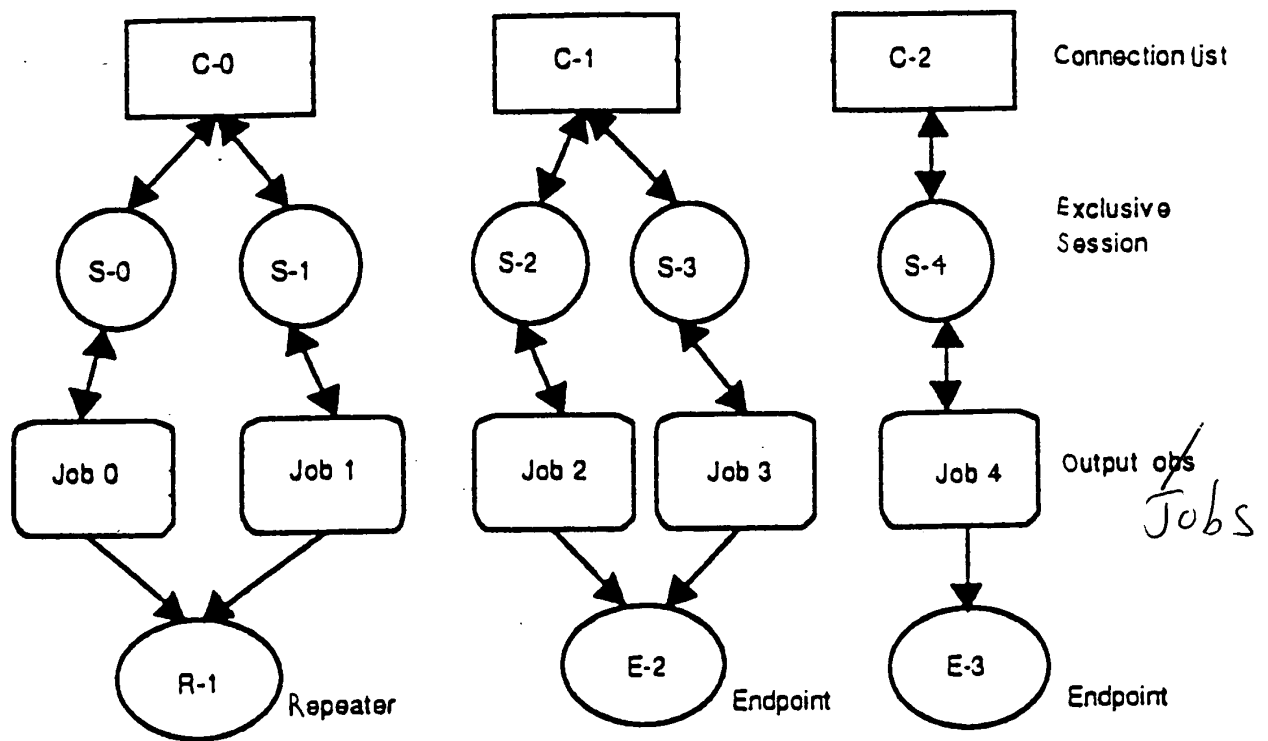 C-0
C-1
C-2
Connection List
S-0
S-1
S-2
S-3
S-4
Exclusive
Session
Job 0
Job 1
Job 2
Job 3
Job 4
Output obs
Jobs
R-1
Repeater
E-2
Endpoint
E-3
Endpoint